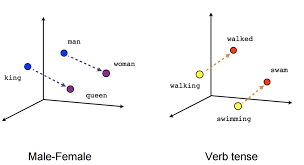 man
woman
king
queen
Male-Female
walked
swam
walking
swimming
Verb tense